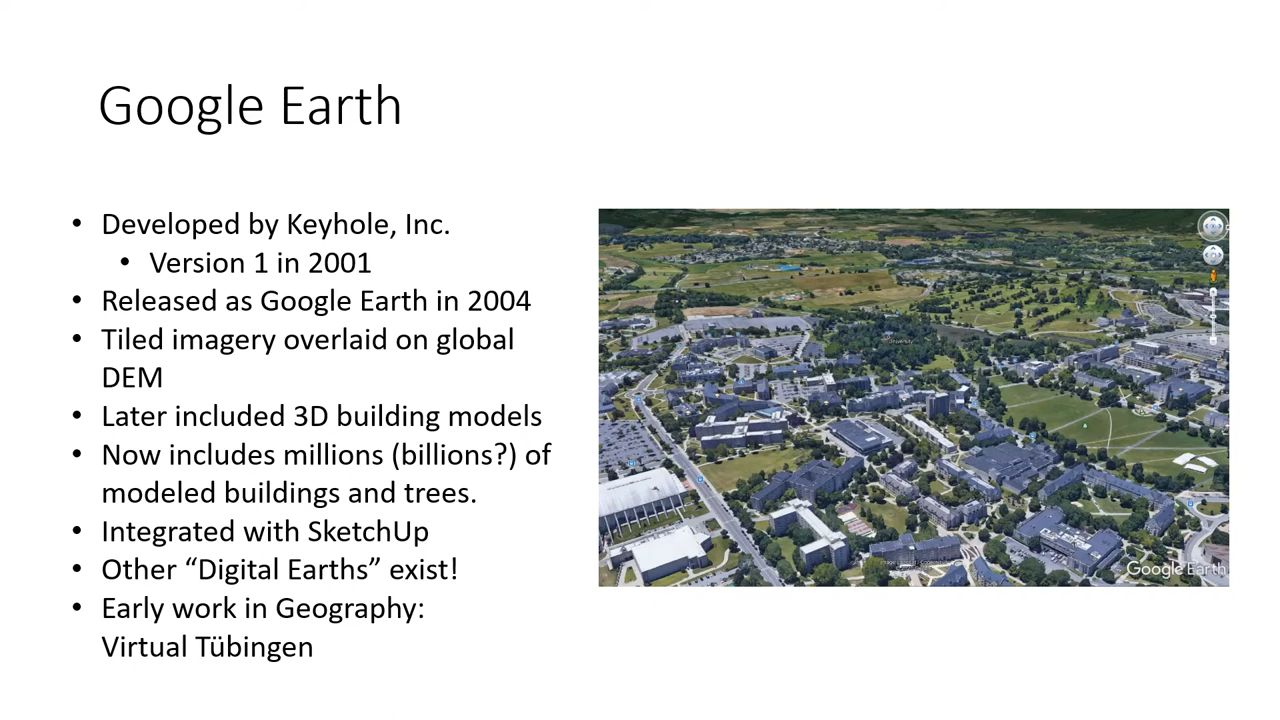 Google Earth
• Developed by Keyhole, Inc.
• Version 1 in 2001
• Released as Google Earth in 2004
• Tiled imagery overlaid on global
DEM
• Later included 3D building models
• Now includes millions (billions?) of
modeled buildings and trees.
• Integrated with SketchUp
• Other “Digital Earths” exist!
• Early work in Geography:
Virtual Tübingen
University
Google Earth